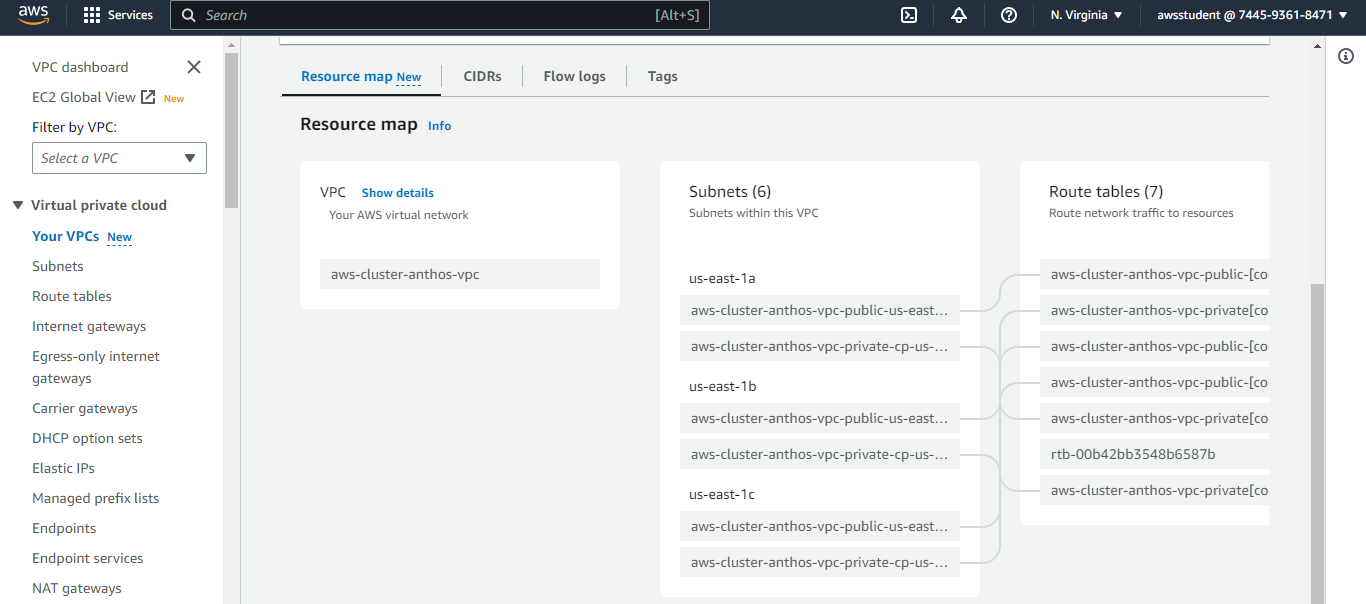 aws
Services
Search
[Alt+S]
N. Virginia
awsstudent @ 7445-9361-8471
VPC dashboard
EC2 Global View
New
Filter by VPC:
Select a VPC
Virtual private cloud
Your VPCs New
Subnets
Route tables
Internet gateways
Egress-only internet
gateways
Carrier gateways
DHCP option sets
Elastic IPs
Managed prefix lists
Endpoints
Endpoint services
NAT gateways
Resource map New
CIDRs
Flow logs
Tags
Resource map Info
VPC Show details
Your AWS virtual network
aws-cluster-anthos-vpc
Subnets (6)
Subnets within this VPC
us-east-1a
aws-cluster-anthos-vpc-public-us-east…
aws-cluster-anthos-vpc-private-cp-us-…
us-east-1b
aws-cluster-anthos-vpc-public-us-east…
aws-cluster-anthos-vpc-private-cp-us-…
us-east-1c
aws-cluster-anthos-vpc-public-us-east…
aws-cluster-anthos-vpc-private-cp-us-…
Route tables (7)
Route network traffic to resources
aws-cluster-anthos-vpc-public-[co
aws-cluster-anthos-vpc-private[co
aws-cluster-anthos-vpc-public-[co
aws-cluster-anthos-vpc-public-[co
aws-cluster-anthos-vpc-private[co
rtb-00b42bb3548b6587b
aws-cluster-anthos-vpc-private[co